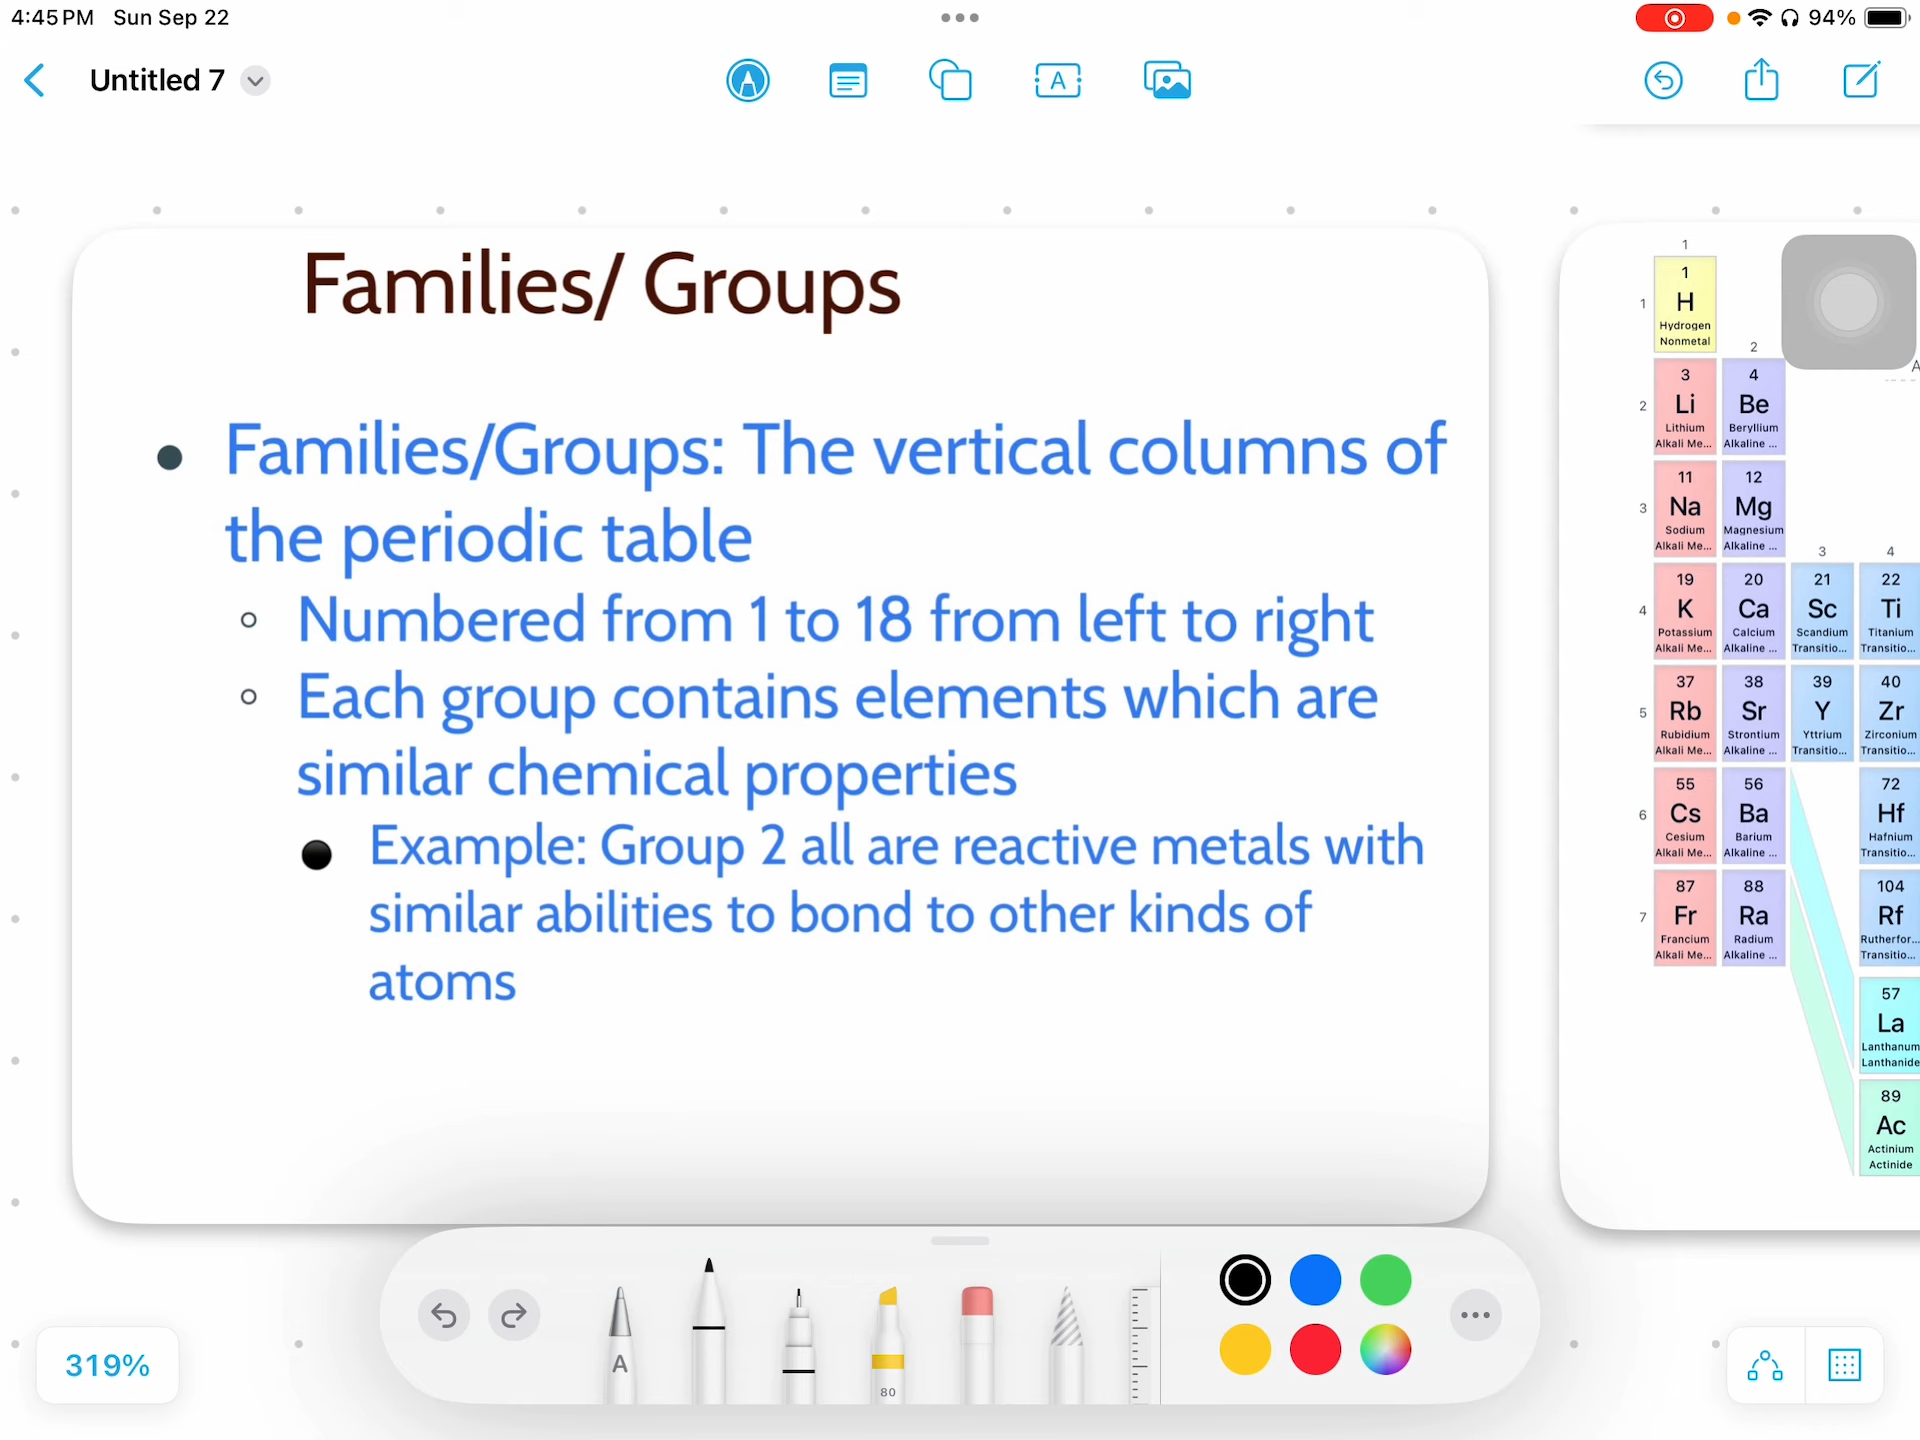 4:45 PM Sun Sep 22
94%
Untitled 7
Families/ Groups
Families/Groups: The vertical columns of
the periodic table
Numbered from 1 to 18 from left to right
Each group contains elements which are
similar chemical properties
Example: Group 2 all are reactive metals with
similar abilities to bond to other kinds of
atoms
1
1
H
Hydrogen
Nonmetal
1
2
A
3
Li
Lithium
Alkali Me...
4
Be
Beryllium
Alkaline ...
2
11
Na
Sodium
Alkali Me...
12
Mg
Magnesium
Alkaline ...
3
3
4
19
K
Potassium
Alkali Me...
20
Ca
Calcium
Alkaline ...
21
Sc
Scandium
Transitio...
22
Ti
Titanium
Transitio...
4
37
Rb
Rubidium
Alkali Me...
38
Sr
Strontium
Alkaline ...
39
Y
Yttrium
Transitio...
40
Zr
Zirconium
Transitio...
5
55
Cs
Cesium
Alkali Me...
56
Ba
Barium
Alkaline ...
72
Hf
Hafnium
Transitio...
6
87
Fr
Francium
Alkali Me...
88
Ra
Radium
Alkaline ...
104
Rf
Rutherfor...
Transitio...
7
57
La
Lanthanum
Lanthanide
89
Ac
Actinium
Actinide
A
80
319%